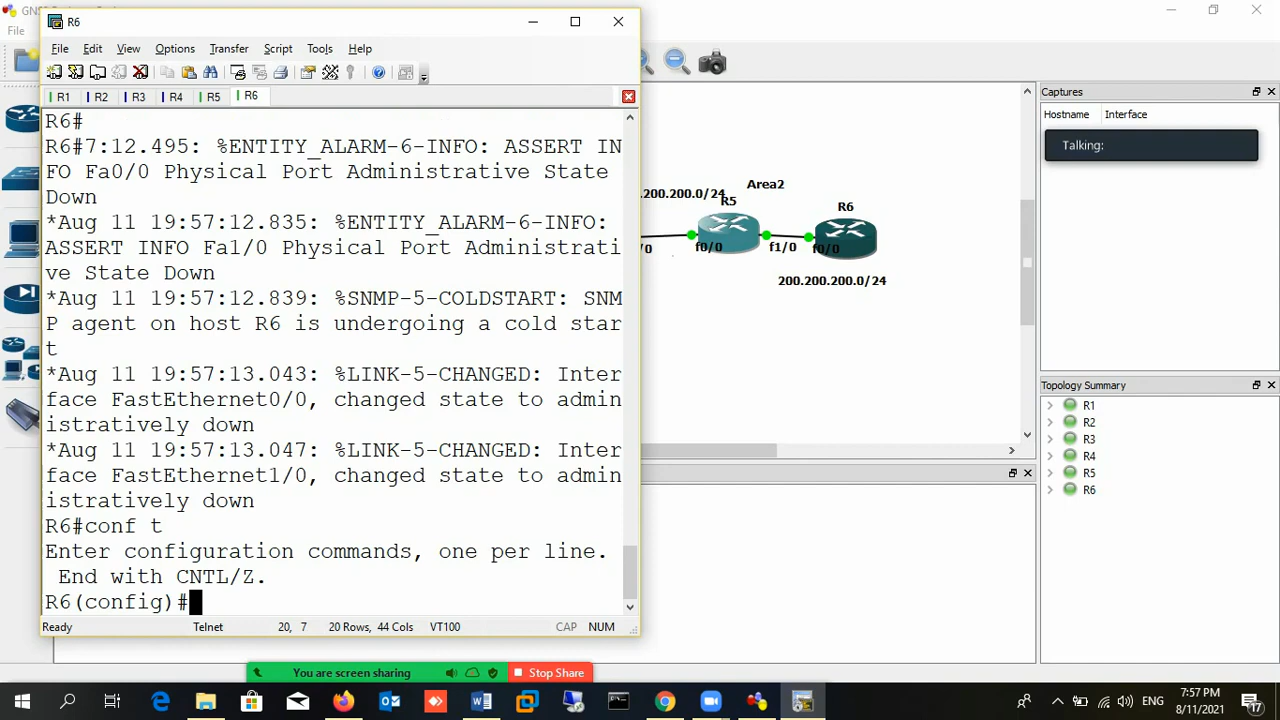 GNS3
R6
File
File Edit View Options Transfer Script Tools Help
R1 R2 R3 R4 R5 R6
R6#
R6#7:12.495: %ENTITY_ALARM-6-INFO: ASSERT IN
FO Fa0/0 Physical Port Administrative State
Down
*Aug 11 19:57:12.835: %ENTITY_ALARM-6-INFO:
ASSERT INFO Fa1/0 Physical Port Administrati
ve State Down
*Aug 11 19:57:12.839: %SNMP-5-COLDSTART: SNM
P agent on host R6 is undergoing a cold star
t
*Aug 11 19:57:13.043: %LINK-5-CHANGED: Inter
face FastEthernet0/0, changed state to admin
istratively down
*Aug 11 19:57:13.047: %LINK-5-CHANGED: Inter
face FastEthernet1/0, changed state to admin
istratively down
R6#conf t
Enter configuration commands, one per line.
End with CNTL/Z.
R6(config)#
Ready Telnet 20, 7 20 Rows, 44 Cols VT100 CAP NUM
Area2
.200.200.0/24
R5
R6
/0 f0/0 f1/0 f0/0
200.200.200.0/24
Captures
Hostname Interface
Talking:
Topology Summary
R1
R2
R3
R4
R5
R6
You are screen sharing Stop Share
ENG
7:57 PM
8/11/2021
17